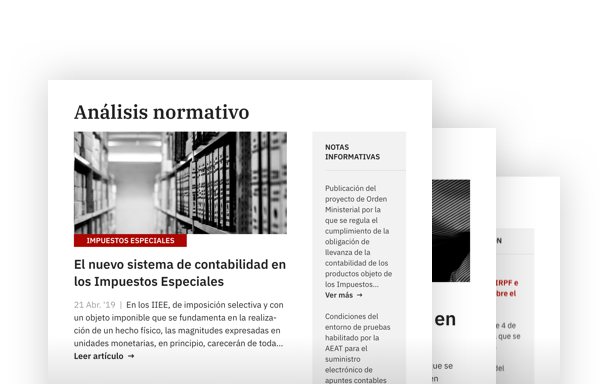 Análisis normativo
IMPUESTOS ESPECIALES
El nuevo sistema de contabilidad en
los Impuestos Especiales
21 Abr. '19 | En los IIEE, de imposición selectiva y con
un objeto imponible que se fundamenta en la realiza-
ción de un hecho físico, las magnitudes expresadas en
unidades monetarias, en principio, carecerán de toda...
Leer artículo →
NOTAS
INFORMATIVAS
Publicación del
proyecto de Orden
Ministerial por la
que se regula el
cumplimiento de la
obligación de
llevanza de la
contabilidad de los
productos objeto de
los Impuestos...
Ver más →
Condiciones del
entorno de pruebas
habilitado por la
AEAT para el
suministro
electrónico de
apuntes contables
en
que se
en
N
IRPF e
bre el
e 4 de
que se
del